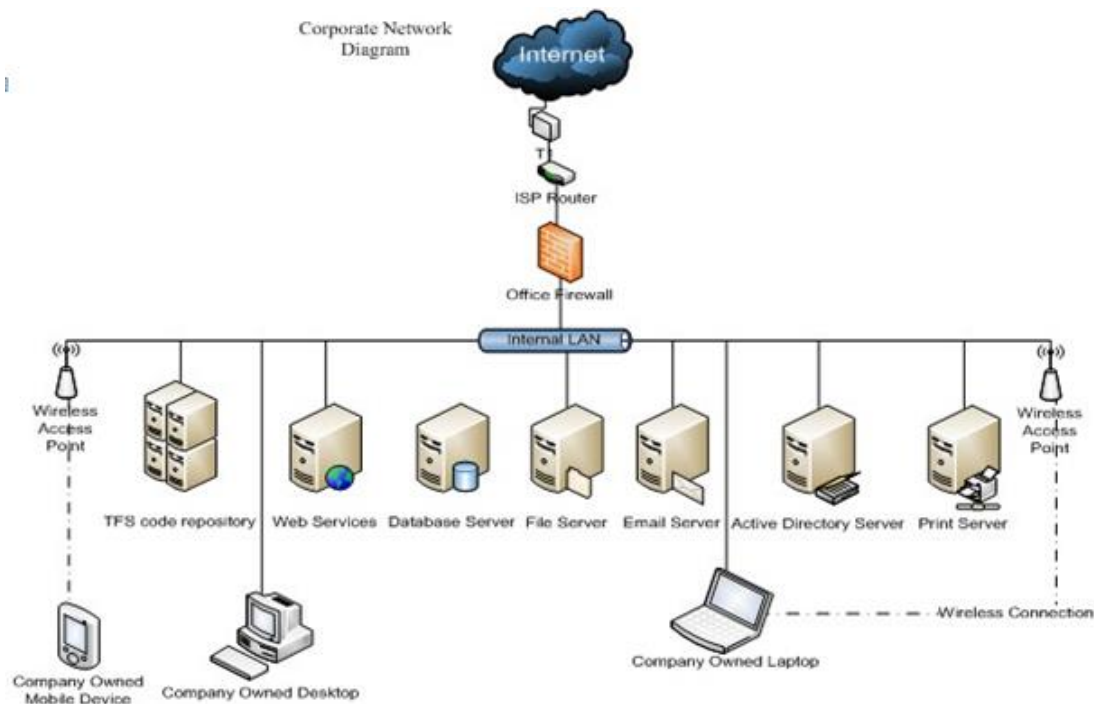 Corporate Network
Diagram
Internet
T1
ISP Router
Office Firewall
Internal LAN
Wireless
Access
Point
Wireless
Access
Point
TFS code repository
Web Services
Database Server
File Server
Email Server
Active Directory Server
Print Server
Wireless Connection
Company Owned
Mobile Device
Company Owned Desktop
Company Owned Laptop